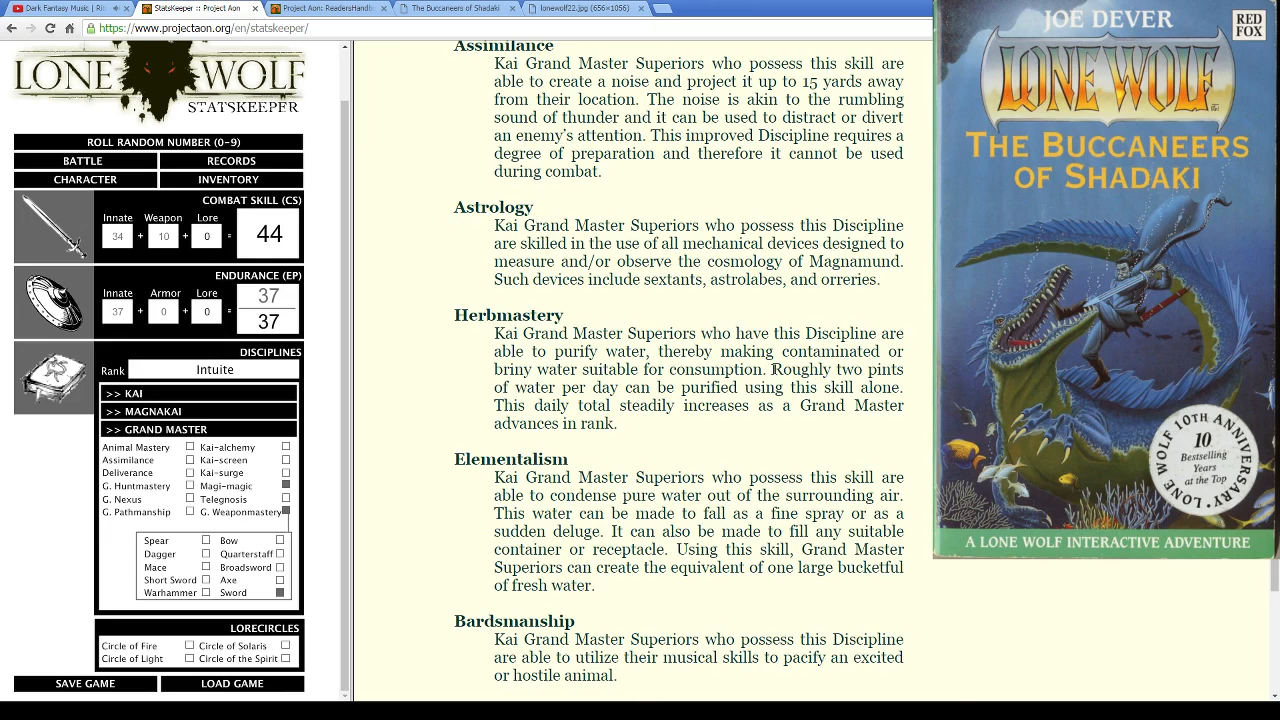 Dark Fantasy Music | Rit
StatsKeeper :: Project Aon
Project Aon: ReadersHandb
The Buccaneers of Shadaki
lonewolf22.jpg (656×1056)
https://www.projectaon.org/en/statskeeper/
LONE WOLF
STATSKEEPER
ROLL RANDOM NUMBER (0-9)
BATTLE RECORDS
CHARACTER INVENTORY
COMBAT SKILL (CS)
Innate Weapon Lore
34 + 10 + 0 = 44
ENDURANCE (EP)
Innate Armor Lore
37
37 + 0 + 0 =
37
DISCIPLINES
Rank Intuite
>> KAI
>> MAGNAKAI
>> GRAND MASTER
Animal Mastery Kai-alchemy
Assimilance Kai-screen
Deliverance Kai-surge
G. Huntmastery Magi-magic
G. Nexus Telegnosis
G. Pathmanship G. Weaponmastery
Spear Bow
Dagger Quarterstaff
Mace Broadsword
Short Sword Axe
Warhammer Sword
LORECIRCLES
Circle of Fire Circle of Solaris
Circle of Light Circle of the Spirit
SAVE GAME LOAD GAME
Assimilance
Kai Grand Master Superiors who possess this skill are
able to create a noise and project it up to 15 yards away
from their location. The noise is akin to the rumbling
sound of thunder and it can be used to distract or divert
an enemy's attention. This improved Discipline requires
degree of preparation and therefore it cannot be used
during combat.
Astrology
Kai Grand Master Superiors who possess this Discipline
are skilled in the use of all mechanical devices designed to
measure and/or observe the cosmology of Magnamund.
Such devices include sextants, astrolabes, and orreries.
Herbmastery
Kai Grand Master Superiors who have this Discipline are
able to purify water, thereby making contaminated or
briny water suitable for consumption. Roughly two pints
of water per day can be purified using this skill alone.
This daily total steadily increases as a Grand Master
advances in rank.
Elementalism
Kai Grand Master Superiors who possess this skill are
able to condense pure water out of the surrounding air.
This water can be made to fall as a fine spray or as a
sudden deluge. It can also be made to fill any suitable
container or receptacle. Using this skill, Grand Master
Superiors can create the equivalent of one large bucketful
of fresh water.
Bardsmanship
Kai Grand Master Superiors who possess this Discipline
are able to utilize their musical skills to pacify an excited
or hostile animal.
JOE DEVER
RED
FOX
LONE WOLF
THE BUCCANEERS
OF SHADAKI
LONE WOLF 10TH ANNIVERSARY
10
Bestselling
Years
at the Top
A LONE WOLF INTERACTIVE ADVENTURE